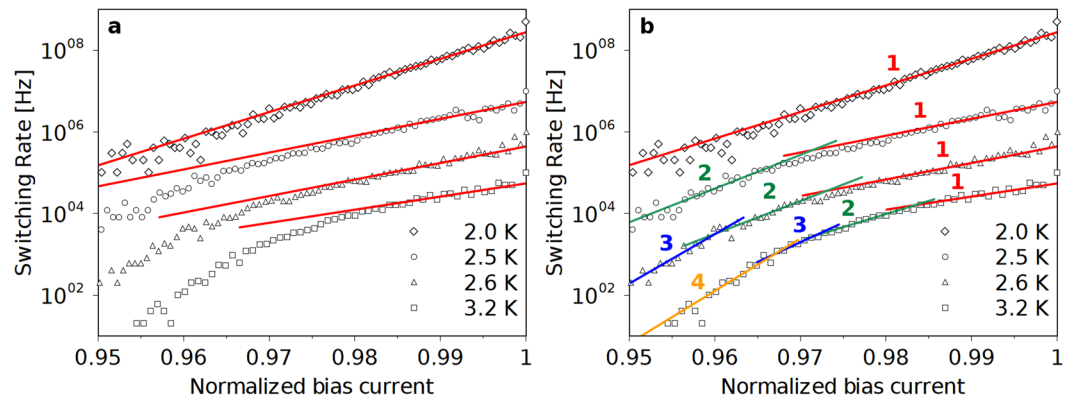 a
Switching Rate [Hz]
10^08
10^06
10^04
10^02
2.0 K
2.5 K
2.6 K
3.2 K
0.95 0.96 0.97 0.98 0.99 1
Normalized bias current
b
Switching Rate [Hz]
10^08
10^06
10^04
10^02
1
1
1
1
2
2
2
3
3
4
2.0 K
2.5 K
2.6 K
3.2 K
0.95 0.96 0.97 0.98 0.99 1
Normalized bias current